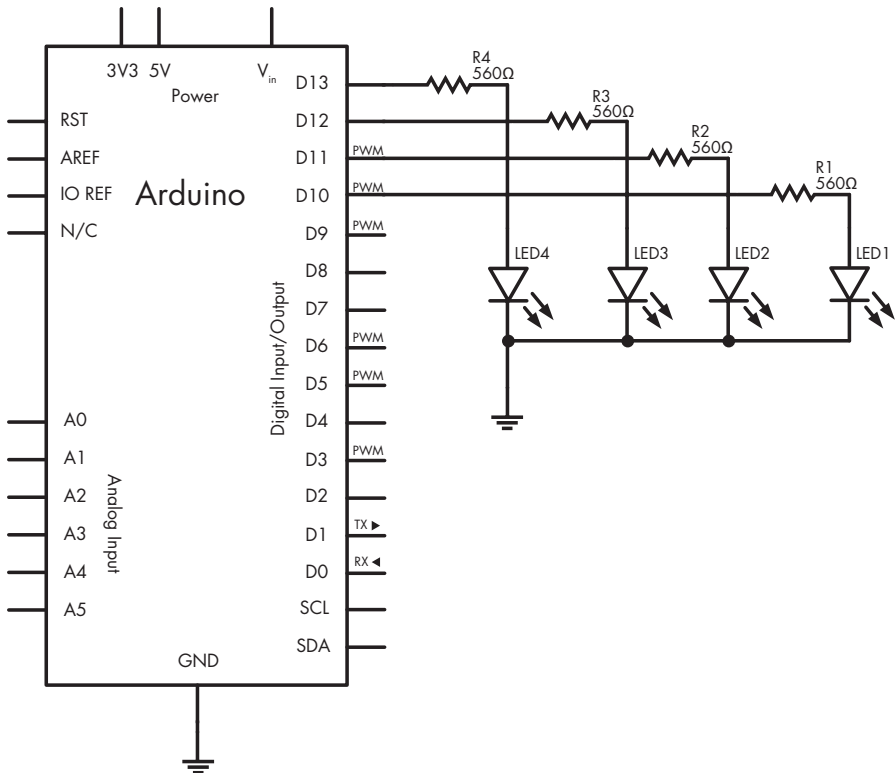 3V3 5V Vin
Power
RST
AREF
IO REF
N/C
Arduino
A0
A1
A2
A3
A4
A5
Analog Input
Digital Input/Output
D13
D12
D11 PWM
D10 PWM
D9 PWM
D8
D7
D6 PWM
D5 PWM
D4
D3 PWM
D2
D1 TX ▶
D0 RX ◀
SCL
SDA
GND
R4
560Ω
R3
560Ω
R2
560Ω
R1
560Ω
LED4 LED3 LED2 LED1